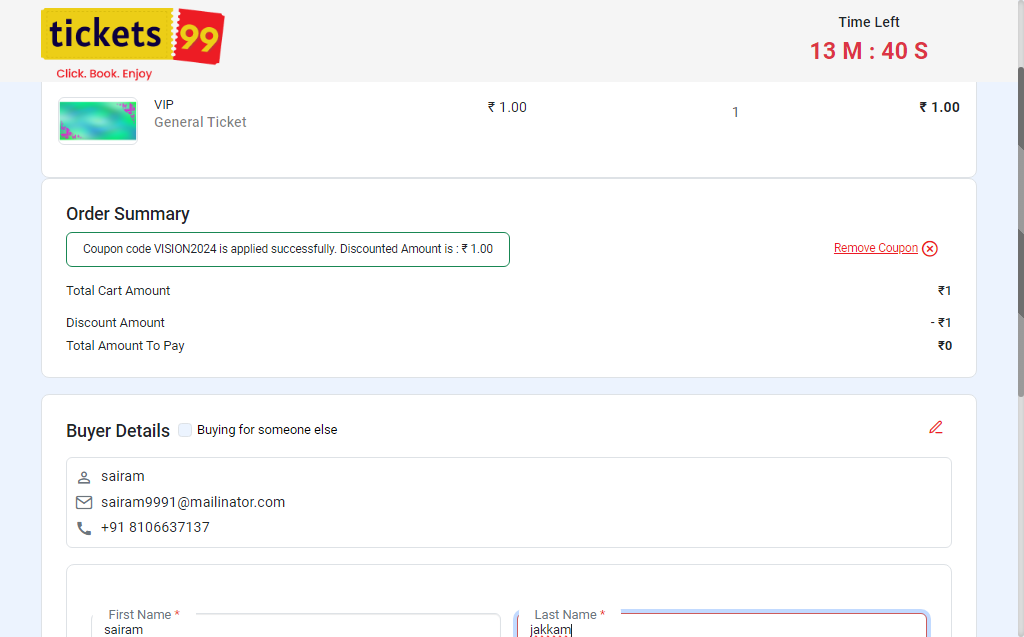 tickets 99
Click. Book. Enjoy
Time Left
13 M : 40 S
VIP
General Ticket
₹ 1.00
1
₹ 1.00
Order Summary
Coupon code VISION2024 is applied successfully. Discounted Amount is : ₹ 1.00
Remove Coupon
Total Cart Amount
₹1
Discount Amount
- ₹1
Total Amount To Pay
₹0
Buyer Details
Buying for someone else
sairam
sairam9991@mailinator.com
+91 8106637137
First Name *
sairam
Last Name *
jakkam